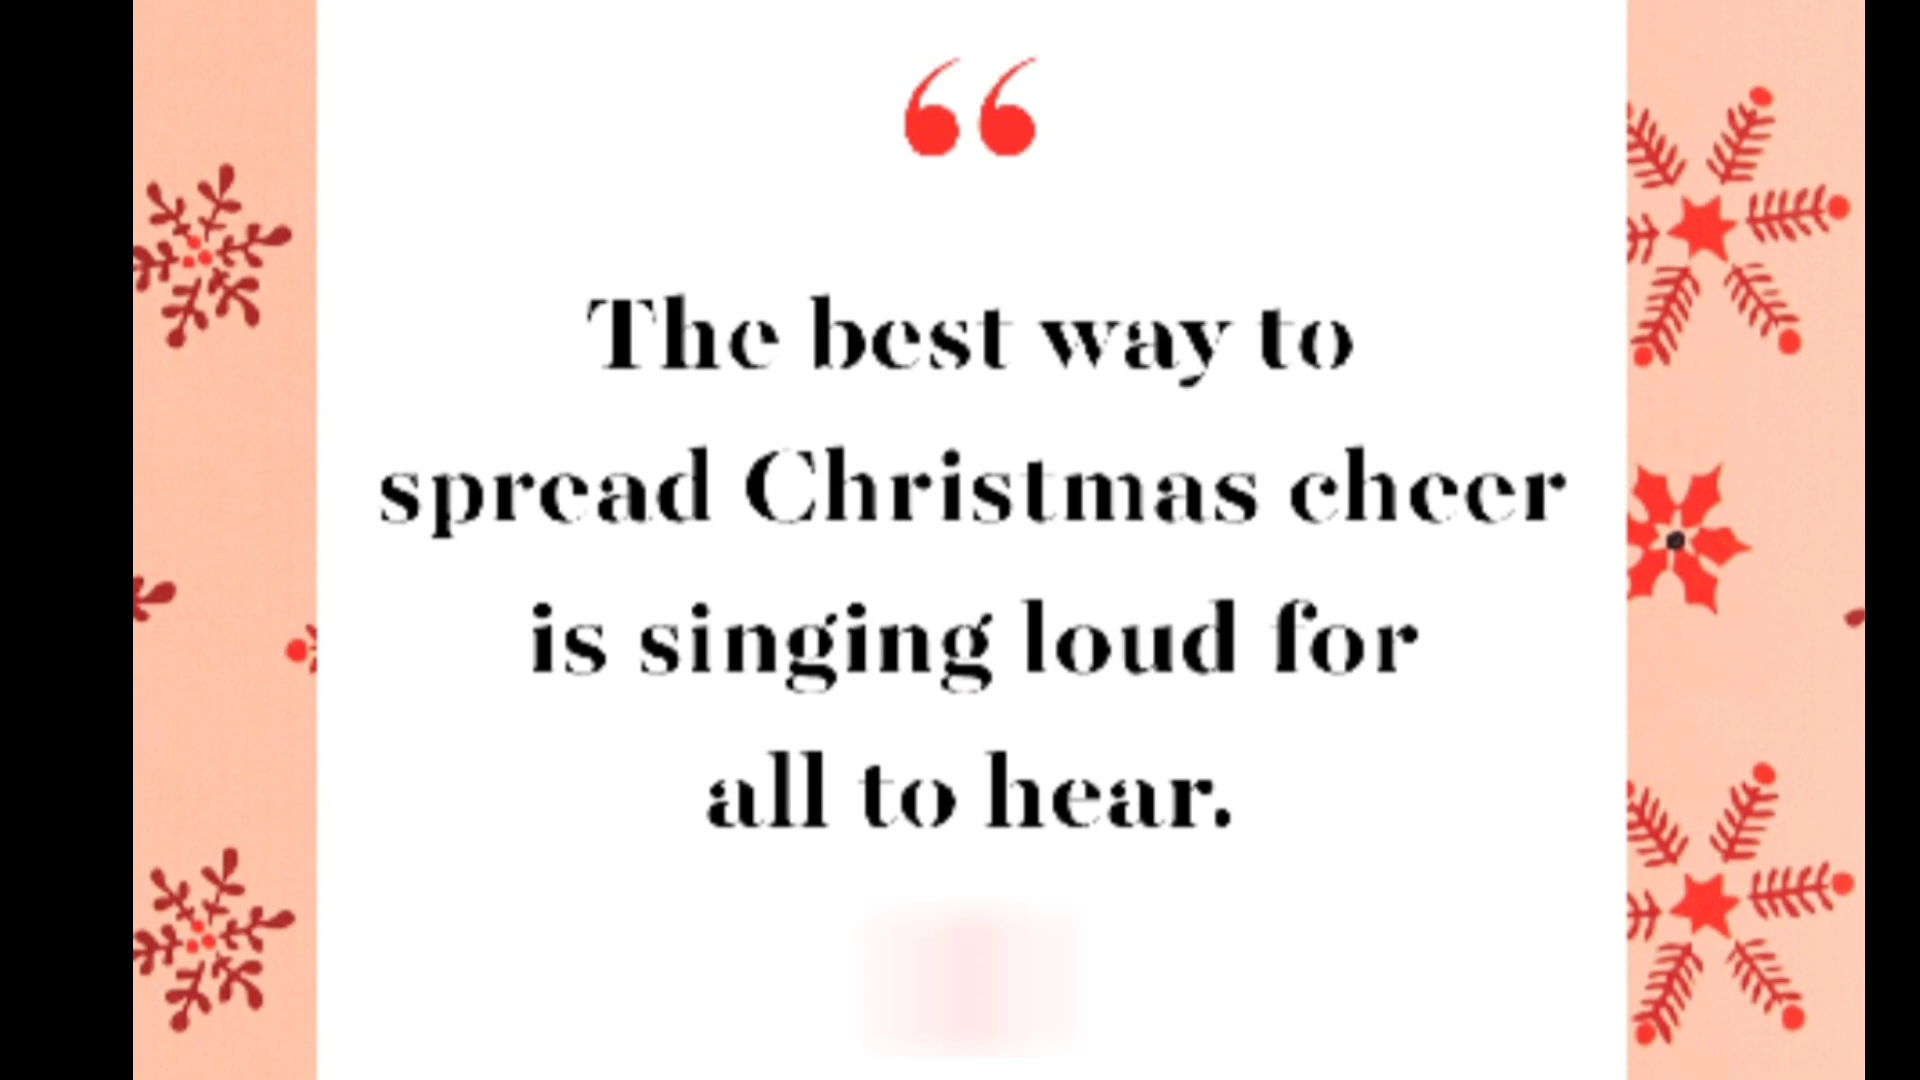 “
The best way to
spread Christmas cheer
is singing loud for
all to hear.